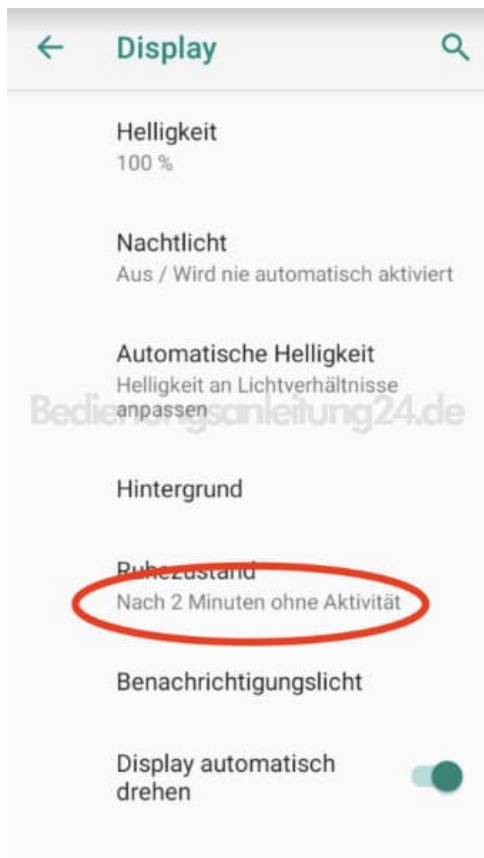 Display
Helligkeit
100 %
Nachtlicht
Aus / Wird nie automatisch aktiviert
Automatische Helligkeit
Helligkeit an Lichtverhältnisse
anpassen
Bedienungsanleitung24.de
Hintergrund
Ruhezustand
Nach 2 Minuten ohne Aktivität
Benachrichtigungslicht
Display automatisch
drehen